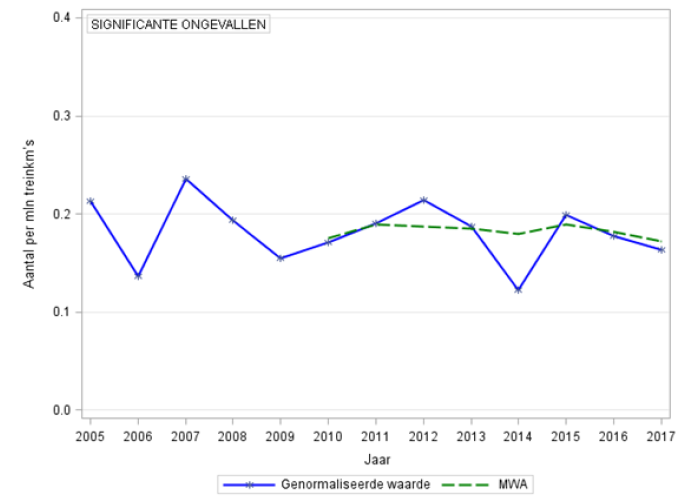 SIGNIFICANTE ONGEVALLEN
Aantal per mln treinkm's
0.4
0.3
0.2
0.1
0.0
2005 2006 2007 2008 2009 2010 2011 2012 2013 2014 2015 2016 2017
Jaar
Genormaliseerde waarde MWA